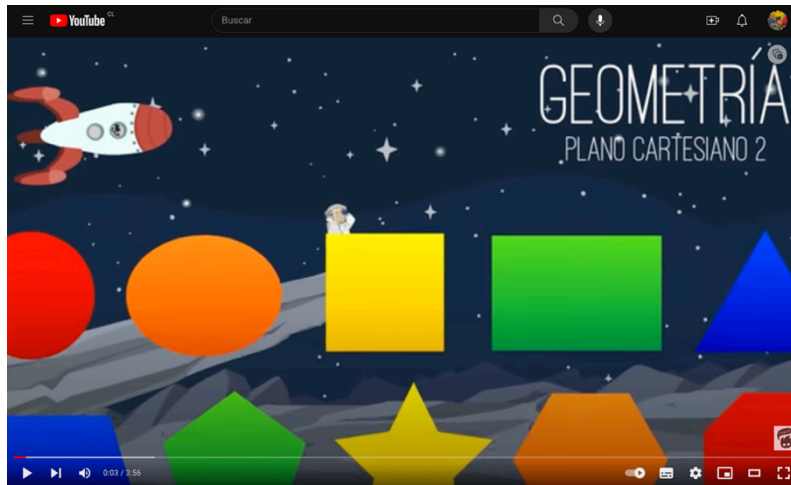 YouTube CL
Buscar
GEOMETRÍA
PLANO CARTESIANO 2
0:03 / 3:56